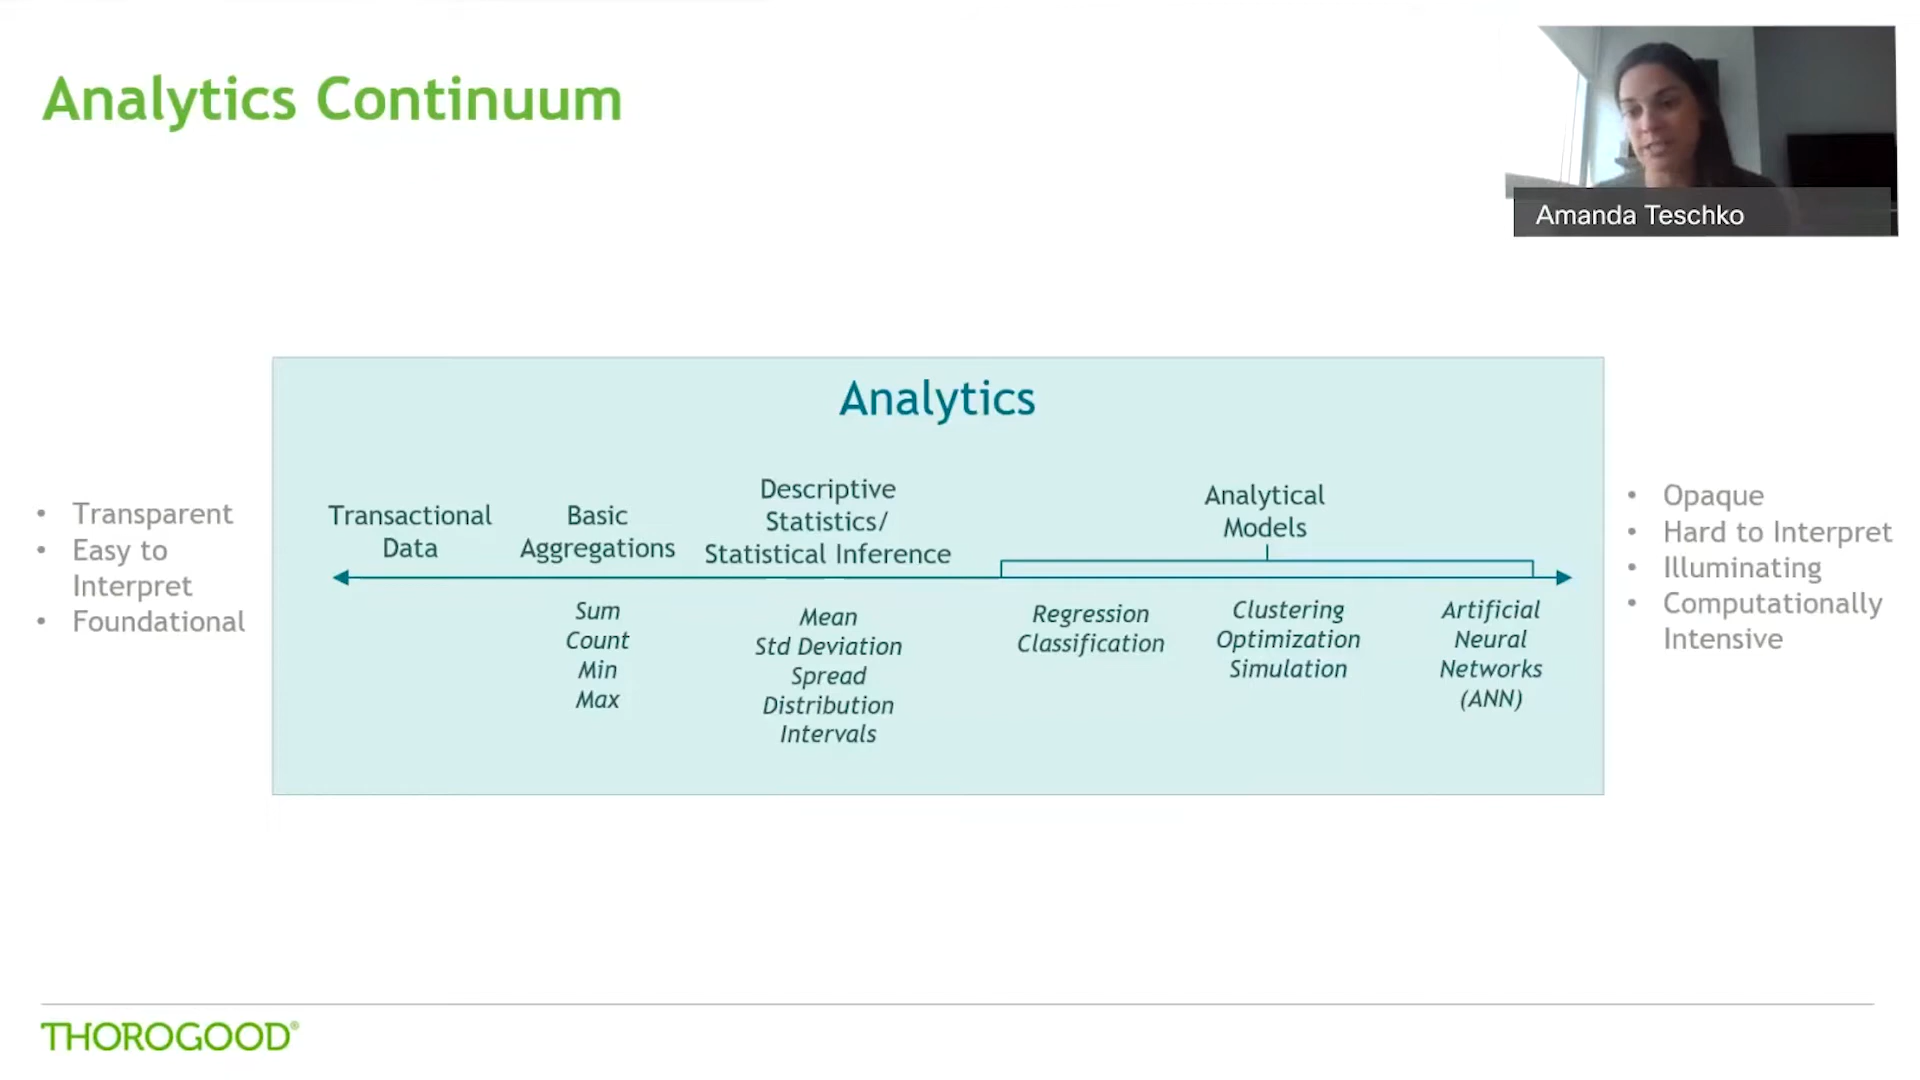 Analytics Continuum
Amanda Teschko
Analytics
• Transparent
• Easy to
Interpret
• Foundational
Transactional
Data
Basic
Aggregations
Sum
Count
Min
Max
Descriptive
Statistics/
Statistical Inference
Mean
Std Deviation
Spread
Distribution
Intervals
Analytical
Models
Regression
Classification
Clustering
Optimization
Simulation
Artificial
Neural
Networks
(ANN)
• Opaque
• Hard to Interpret
• Illuminating
• Computationally
Intensive
THOROGOOD®